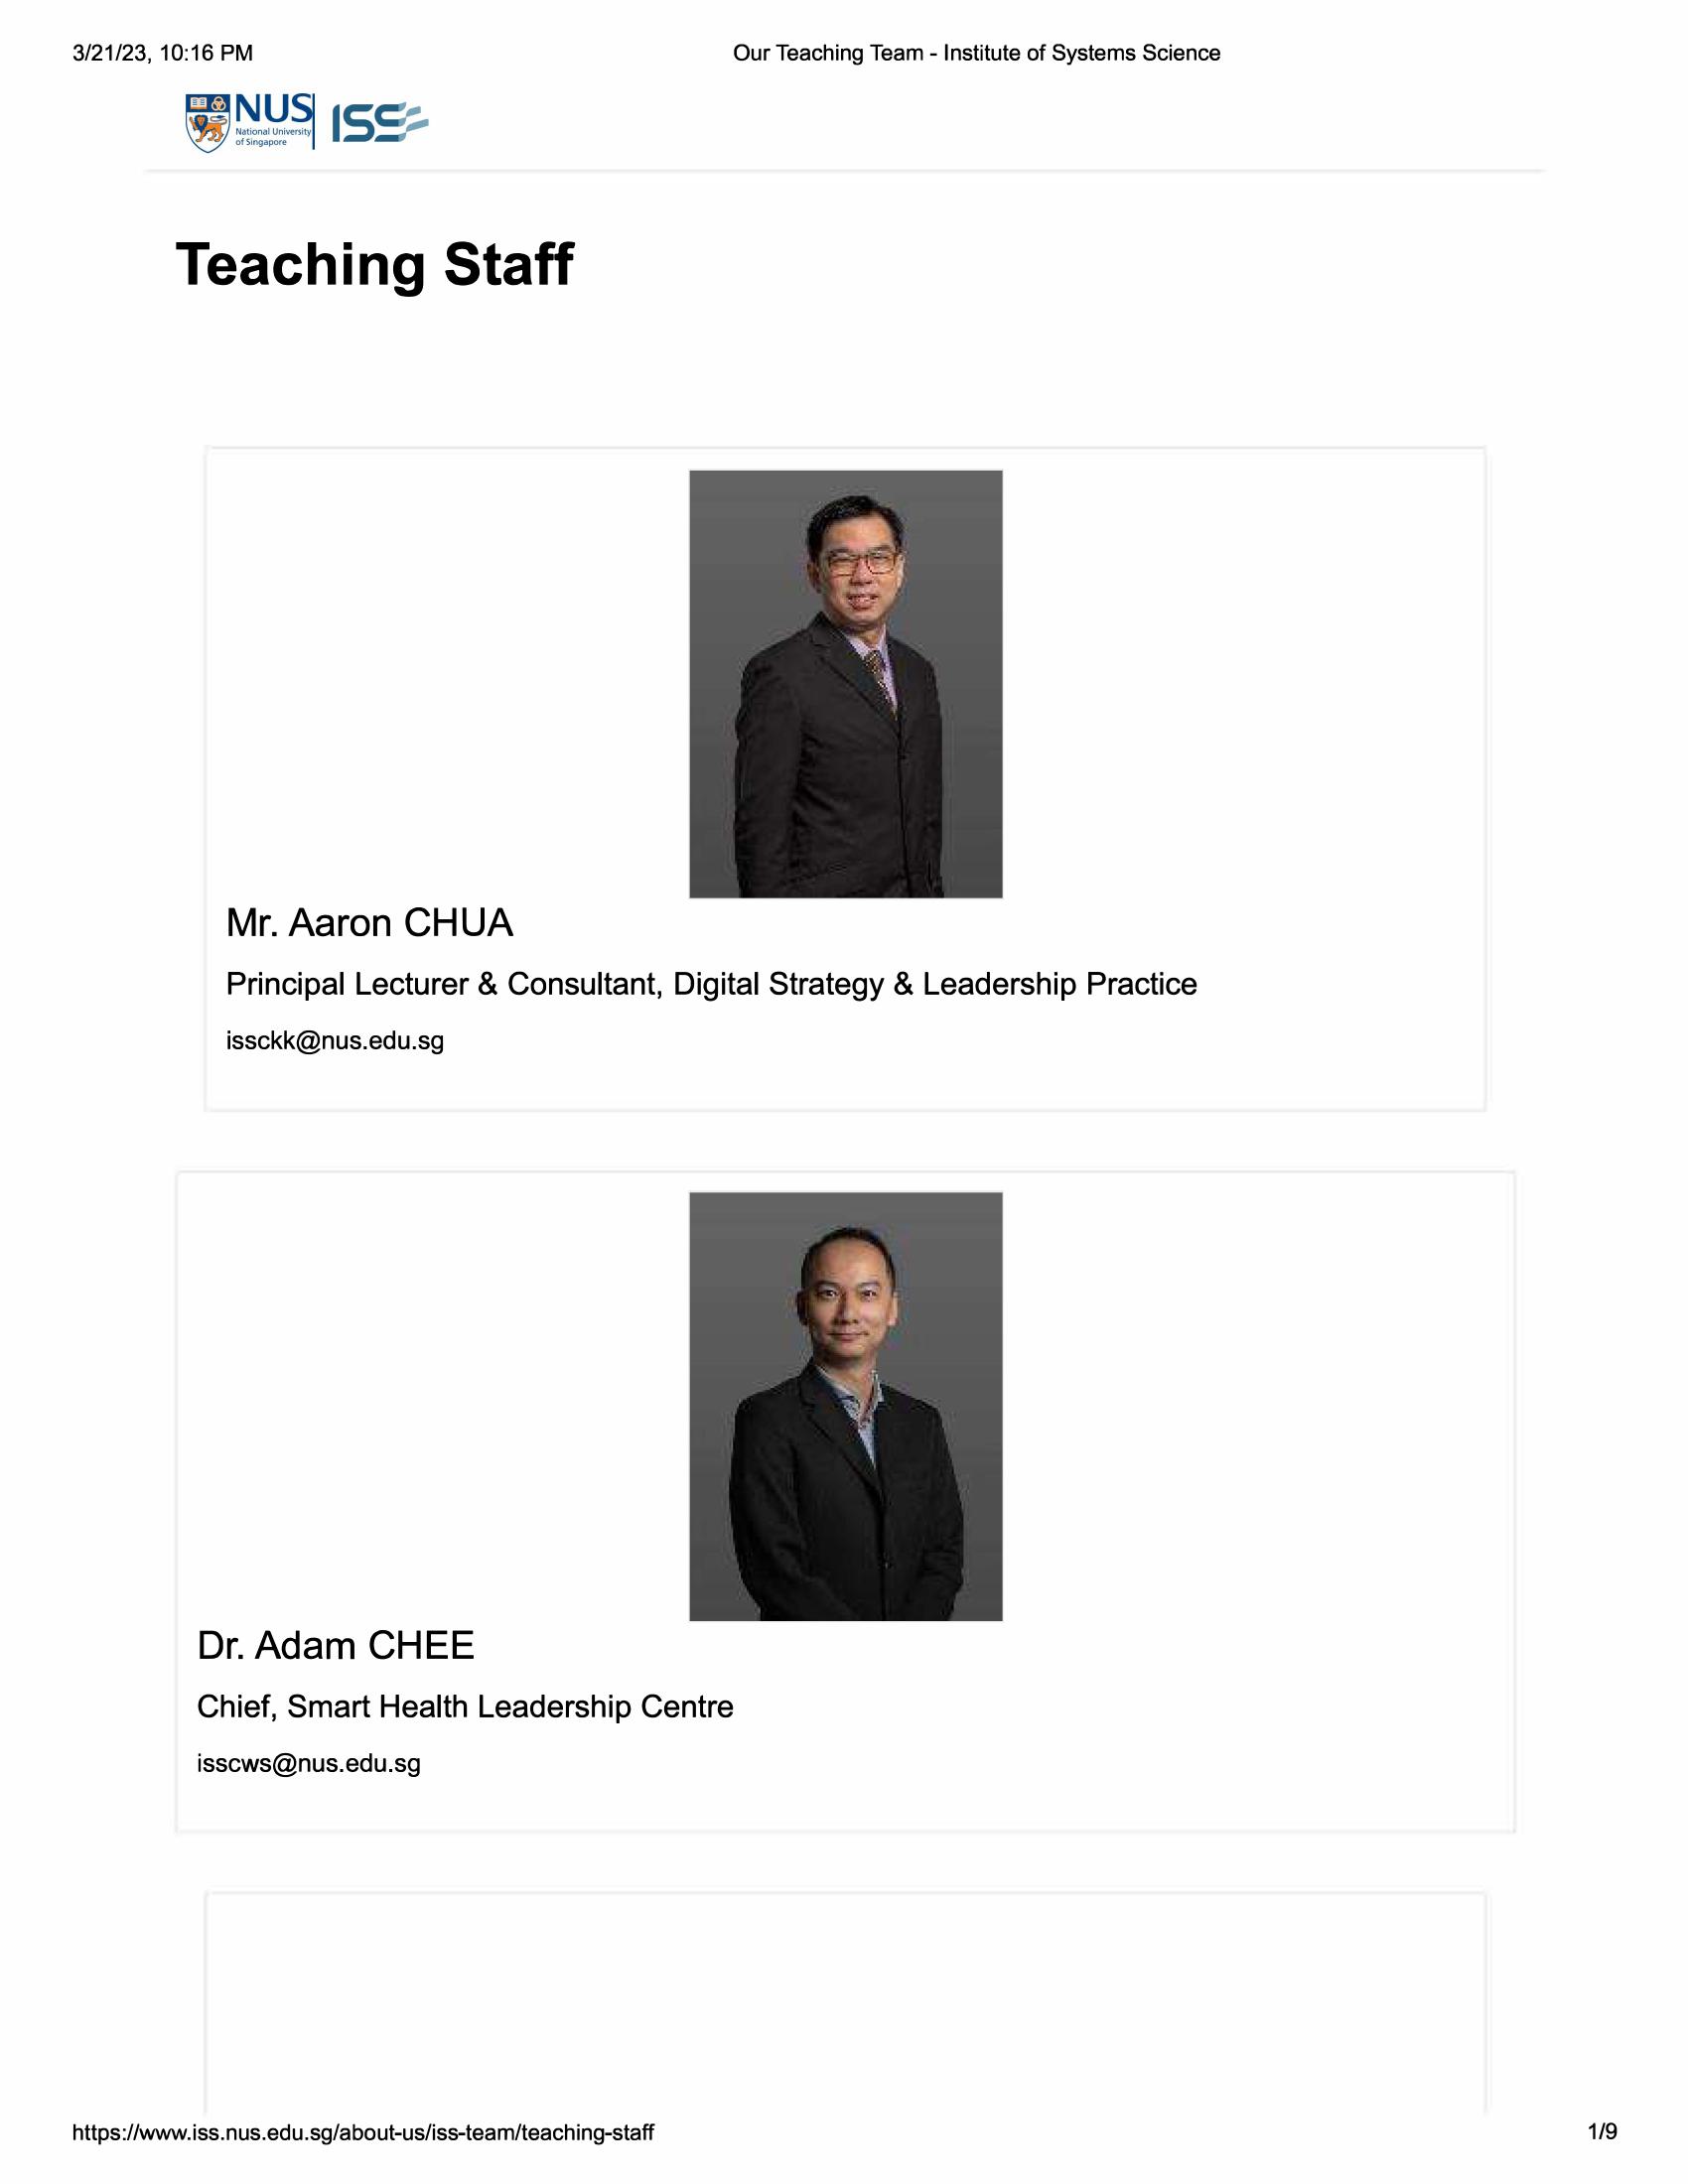 3/21/23, 10:16 PM
Our Teaching Team - Institute of Systems Science
NUS
National University
of Singapore
ISS
Teaching Staff
Mr. Aaron CHUA
Principal Lecturer & Consultant, Digital Strategy & Leadership Practice
issckk@nus.edu.sg
Dr. Adam CHEE
Chief, Smart Health Leadership Centre
isscws@nus.edu.sg
https://www.iss.nus.edu.sg/about-us/iss-team/teaching-staff
1/9